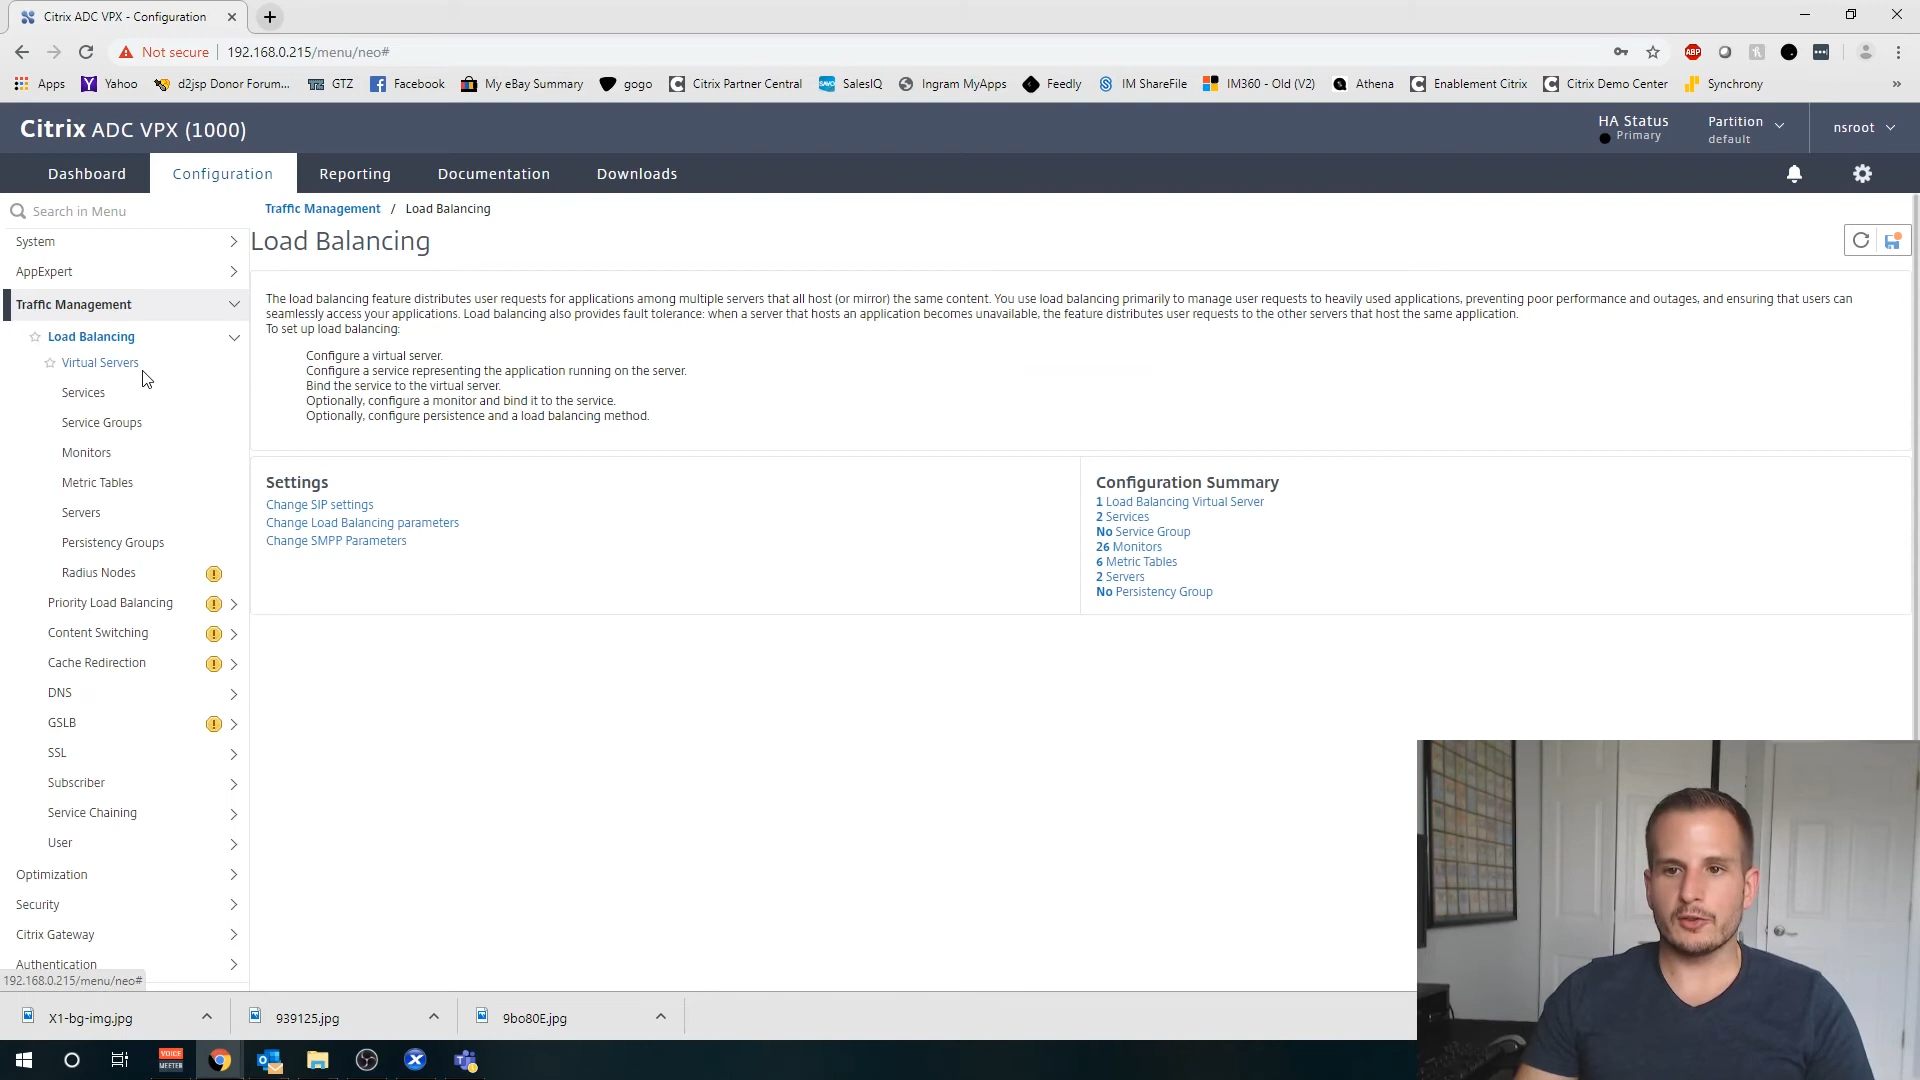 Citrix ADC VPX - Configuration
Not secure
192.168.0.215/menu/neo#
ABP
Apps
Yahoo
d2jsp Donor Forum...
GTZ
Facebook
My eBay Summary
gogo
Citrix Partner Central
SalesIQ
Ingram MyApps
Feedly
IM ShareFile
IM360 - Old (V2)
Athena
Enablement Citrix
Citrix Demo Center
Synchrony
Citrix ADC VPX (1000)
HA Status
Primary
Partition
default
nsroot
Dashboard
Configuration
Reporting
Documentation
Downloads
Search in Menu
System
AppExpert
Traffic Management
Load Balancing
Virtual Servers
Services
Service Groups
Monitors
Metric Tables
Servers
Persistency Groups
Radius Nodes
Priority Load Balancing
Content Switching
Cache Redirection
DNS
GSLB
SSL
Subscriber
Service Chaining
User
Optimization
Security
Citrix Gateway
Authentication
192.168.0.215/menu/neo#
Traffic Management / Load Balancing
Load Balancing
The load balancing feature distributes user requests for applications among multiple servers that all host (or mirror) the same content. You use load balancing primarily to manage user requests to heavily used applications, preventing poor performance and outages, and ensuring that users can
seamlessly access your applications. Load balancing also provides fault tolerance: when a server that hosts an application becomes unavailable, the feature distributes user requests to the other servers that host the same application.
To set up load balancing:
Configure a virtual server.
Configure a service representing the application running on the server.
Bind the service to the virtual server.
Optionally, configure a monitor and bind it to the service.
Optionally, configure persistence and a load balancing method.
Settings
Change SIP settings
Change Load Balancing parameters
Change SMPP Parameters
Configuration Summary
1 Load Balancing Virtual Server
2 Services
No Service Group
26 Monitors
6 Metric Tables
2 Servers
No Persistency Group
X1-bg-img.jpg
939125.jpg
9bo80E.jpg
VOICE
MEETER